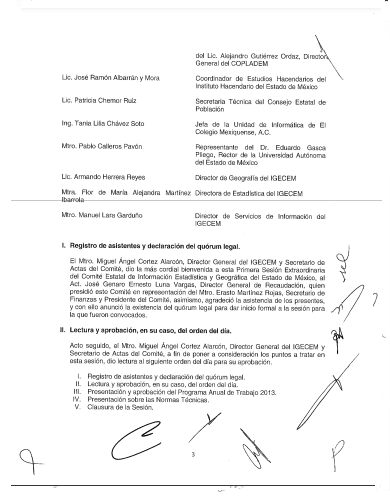 del Lic. Alejandro Gutiérrez Ordaz, Director
General del COPLADEM
Lic. José Ramón Albarrán y Mora
Coordinador de Estudios Hacendarios del
Instituto Hacendario del Estado de México
Lic. Patricia Chemor Ruiz
Secretaria Técnica del Consejo Estatal de
Población
Ing. Tania Lilia Chávez Soto
Jefa de la Unidad de Informática de El
Colegio Mexiquense, A.C.
Mtro. Pablo Calleros Pavón
Representante del Dr. Eduardo Gasca
Pliego, Rector de la Universidad Autónoma
del Estado de México
Lic. Armando Herrera Reyes
Director de Geografía del IGECEM
Mtra. Flor de María Alejandra Martínez
Ibarrola
Directora de Estadística del IGECEM
Mtro. Manuel Lara Garduño
Director de Servicios de Información del
IGECEM
I. Registro de asistentes y declaración del quórum legal.
El Mtro. Miguel Ángel Cortez Alarcón, Director General del IGECEM y Secretario de
Actas del Comité, dio la más cordial bienvenida a esta Primera Sesión Extraordinaria
del Comité Estatal de Información Estadística y Geográfica del Estado de México, al
Act. José Genaro Ernesto Luna Vargas, Director General de Recaudación, quien
presidió este Comité en representación del Mtro. Erasto Martínez Rojas, Secretario de
Finanzas y Presidente del Comité, asimismo, agradeció la asistencia de los presentes,
y con ello anunció la existencia del quórum legal para dar inicio formal a la sesión para
la que fueron convocados.
II. Lectura y aprobación, en su caso, del orden del día.
Acto seguido, el Mtro. Miguel Ángel Cortez Alarcón, Director General del IGECEM y
Secretario de Actas del Comité, a fin de poner a consideración los puntos a tratar en
esta sesión, dio lectura al siguiente orden del día para su aprobación.
I. Registro de asistentes y declaración del quórum legal.
II. Lectura y aprobación, en su caso, del orden del día.
III. Presentación y aprobación del Programa Anual de Trabajo 2013.
IV. Presentación sobre las Normas Técnicas.
V. Clausura de la Sesión.
3